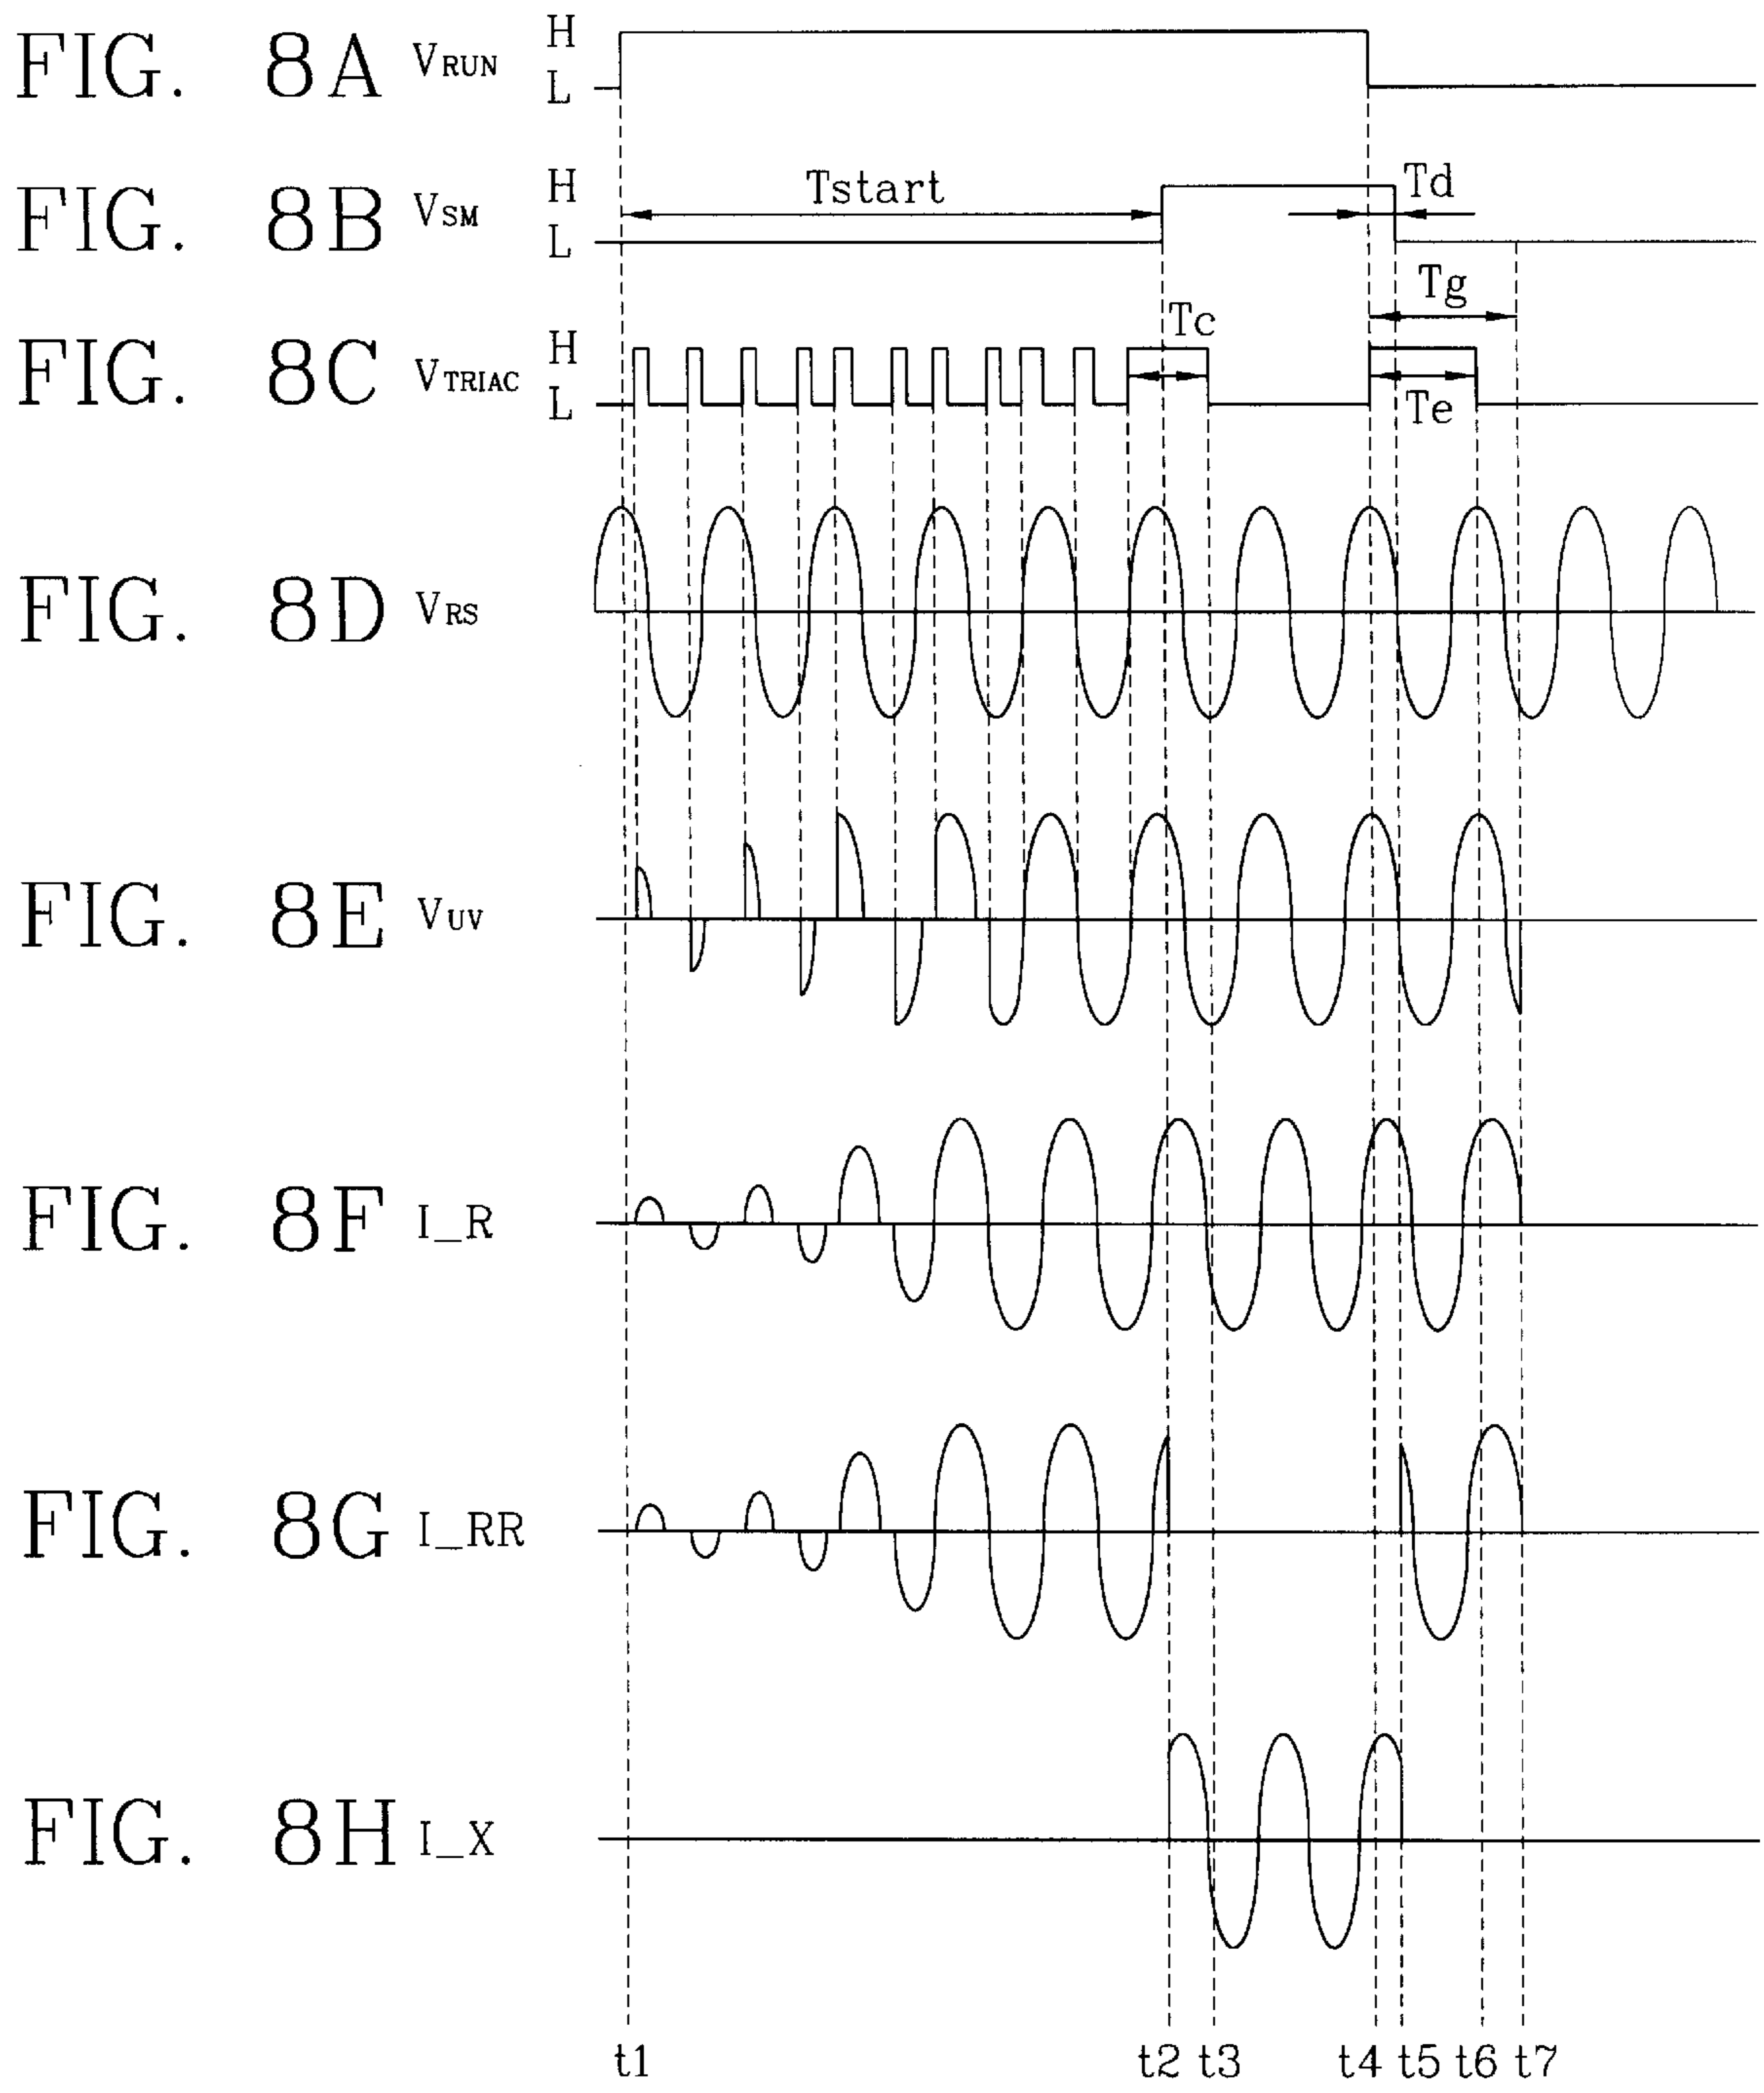 FIG. 8A VRUN H
L
FIG. 8B VSM H
L
Tstart
Td
Tg
FIG. 8C VTRIAC H
L
Tc
Te
FIG. 8D VRS
FIG. 8E VUV
FIG. 8F I_R
FIG. 8G I_RR
FIG. 8H I_X
t1 t2 t3 t4 t5 t6 t7